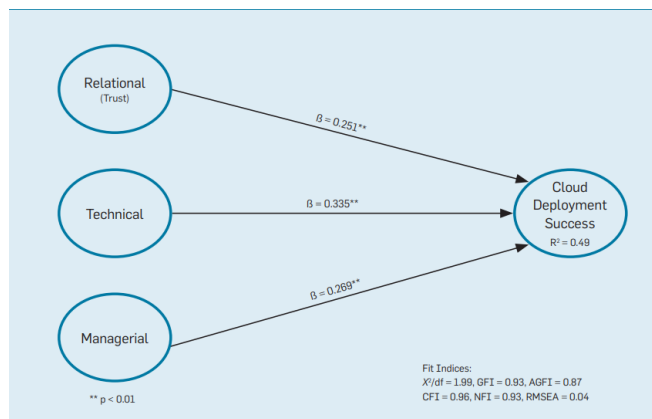 Relational
(Trust)
ß = 0.251**
Cloud
Deployment
Success
R² = 0.49
Technical
ß = 0.335**
ß = 0.269**
Managerial
** p < 0.01
Fit Indices:
X²/df = 1.99, GFI = 0.93, AGFI = 0.87
CFI = 0.96, NFI = 0.93, RMSEA = 0.04